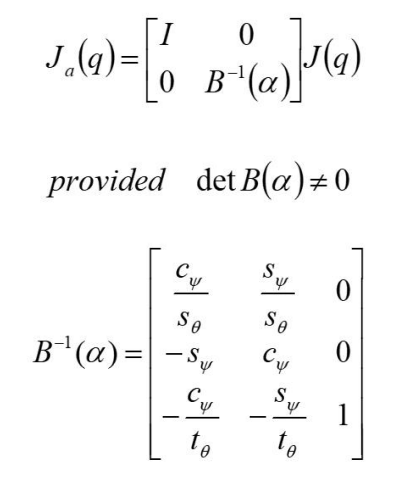 Jₐ(q) = [I 0; 0 B⁻¹(α)] J(q)
provided det B(α) ≠ 0
B⁻¹(α) = [c_ψ/s_θ s_ψ/s_θ 0; −s_ψ c_ψ 0; −c_ψ/t_θ −s_ψ/t_θ 1]